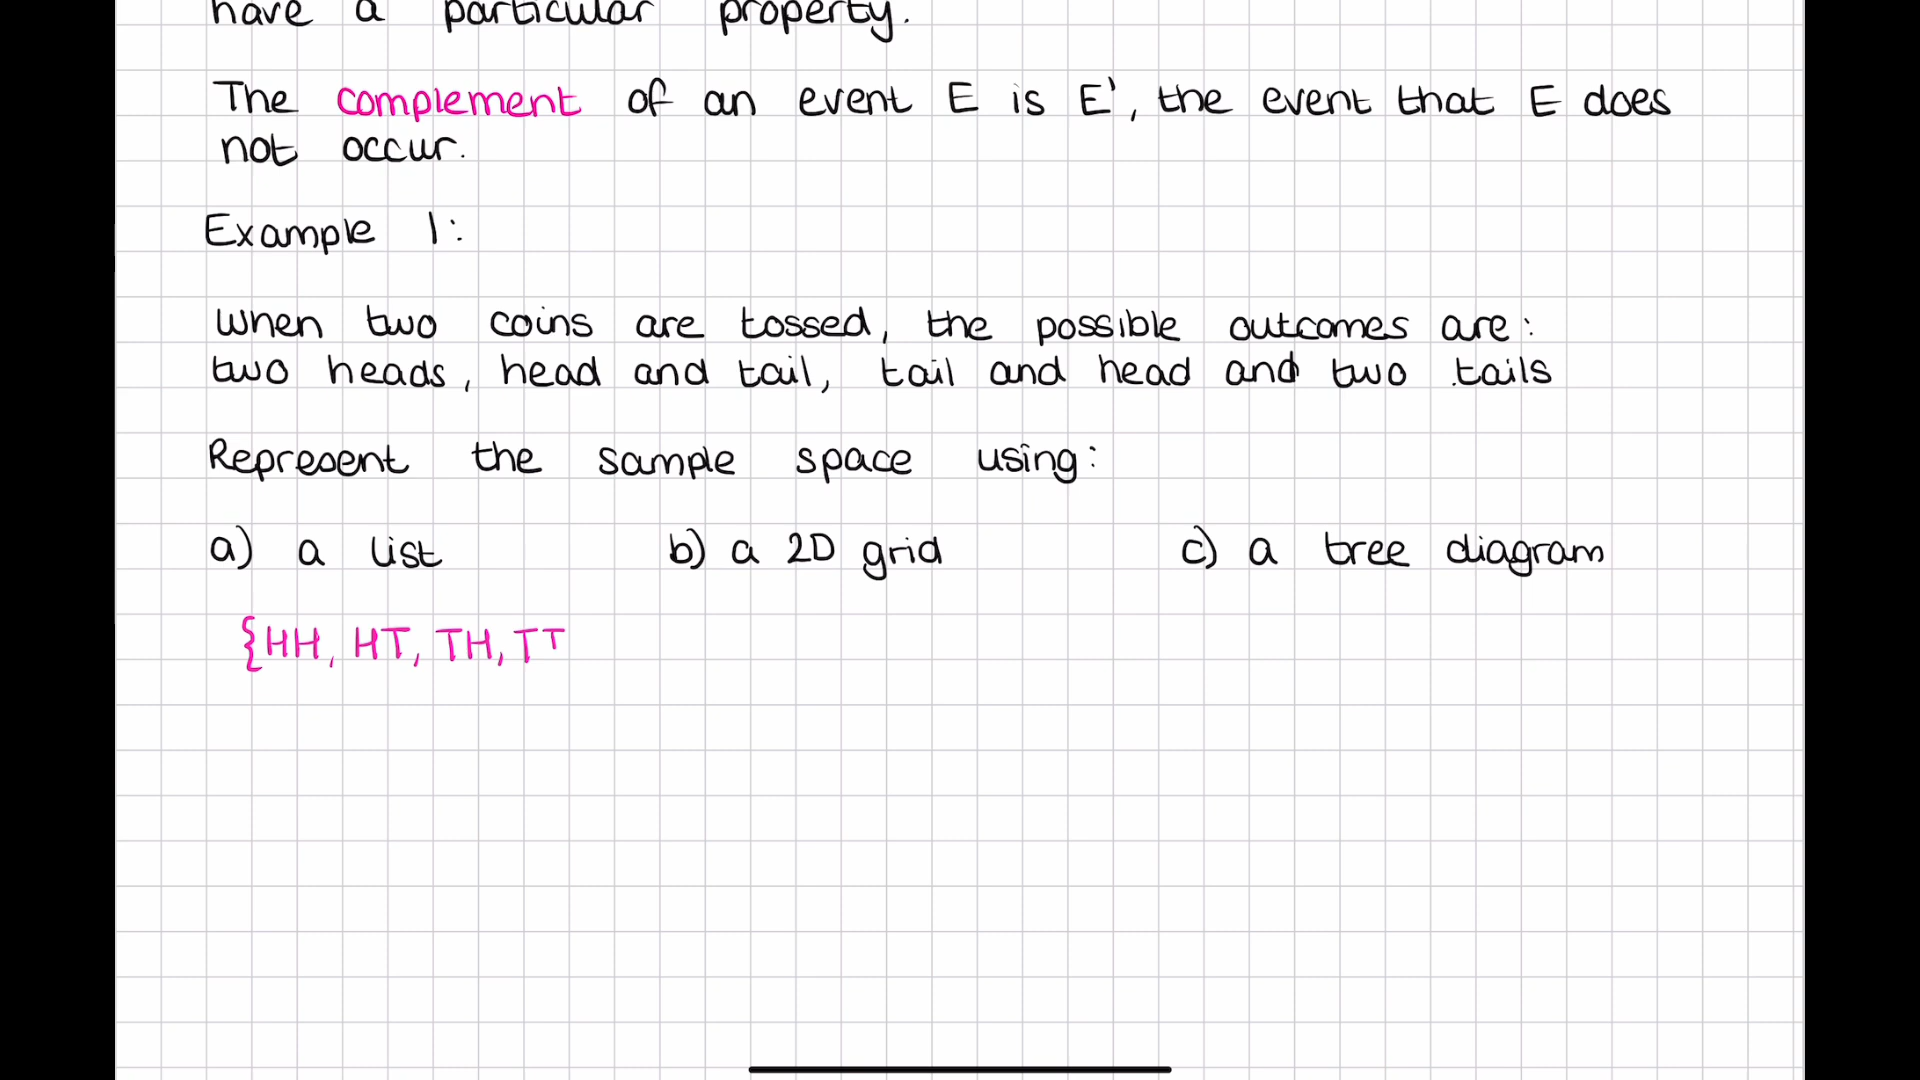 have a particular property.
The complement of an event E is E', the event that E does
not occur.
Example 1:
When two coins are tossed, the possible outcomes are:
two heads, head and tail, tail and head and two tails
Represent the sample space using:
a) a list b) a 2D grid c) a tree diagram
{HH, HT, TH, TT